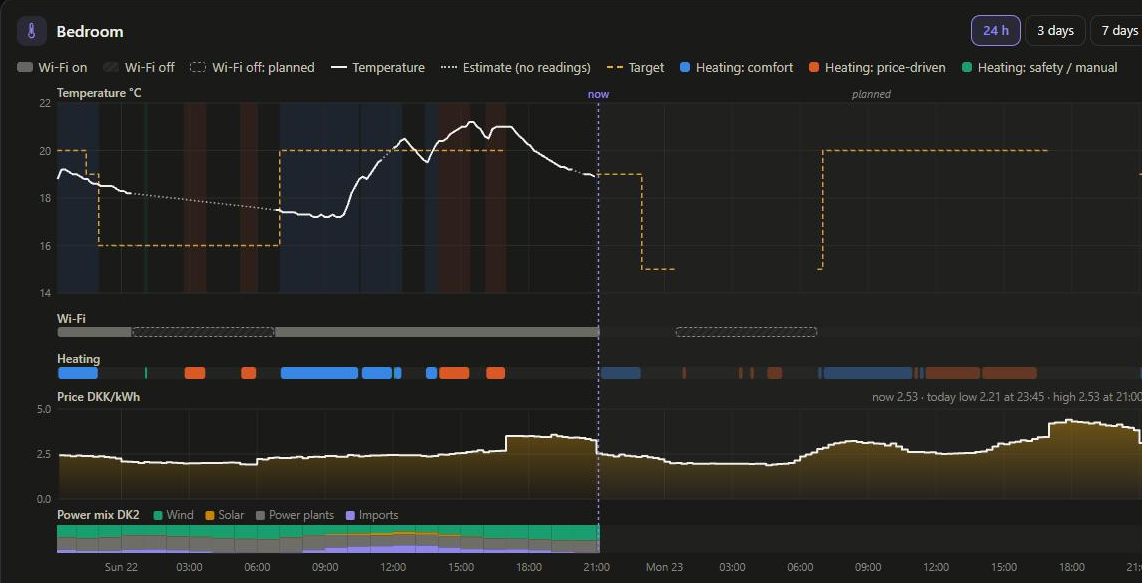 Bedroom
24 h 3 days 7 days
Wi-Fi on Wi-Fi off Wi-Fi off: planned Temperature Estimate (no readings) Target Heating: comfort Heating: price-driven Heating: safety / manual
Temperature °C now planned
22
20
18
16
14
Wi-Fi
Heating
Price DKK/kWh now 2.53 · today low 2.21 at 23:45 · high 2.53 at 21:00
5.0
2.5
0.0
Power mix DK2 Wind Solar Power plants Imports
Sun 22 03:00 06:00 09:00 12:00 15:00 18:00 21:00 Mon 23 03:00 06:00 09:00 12:00 15:00 18:00 21: